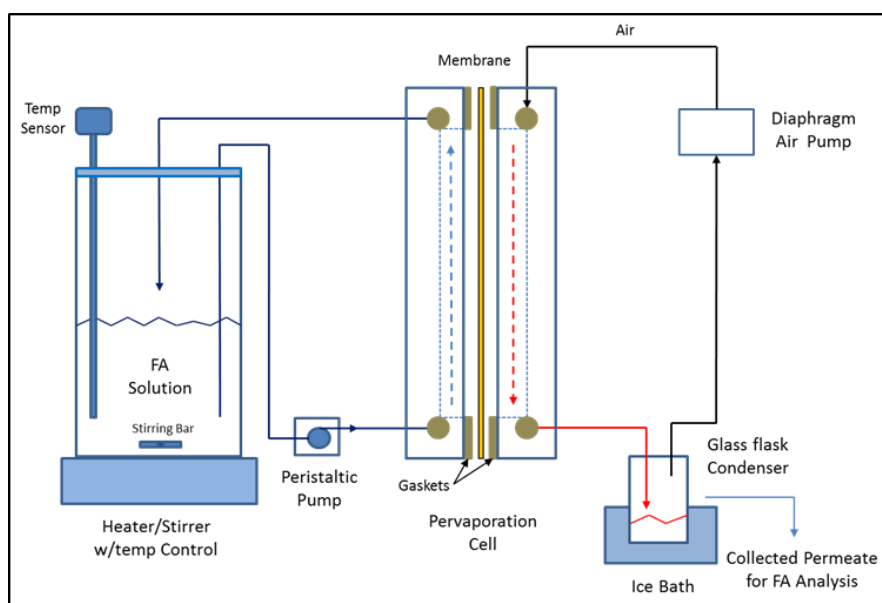 Air
Membrane
Temp
Sensor
Diaphragm
Air Pump
FA
Solution
Stirring Bar
Peristaltic
Pump
Gaskets
Glass flask
Condenser
Heater/Stirrer
w/temp Control
Pervaporation
Cell
Ice Bath
Collected Permeate
for FA Analysis